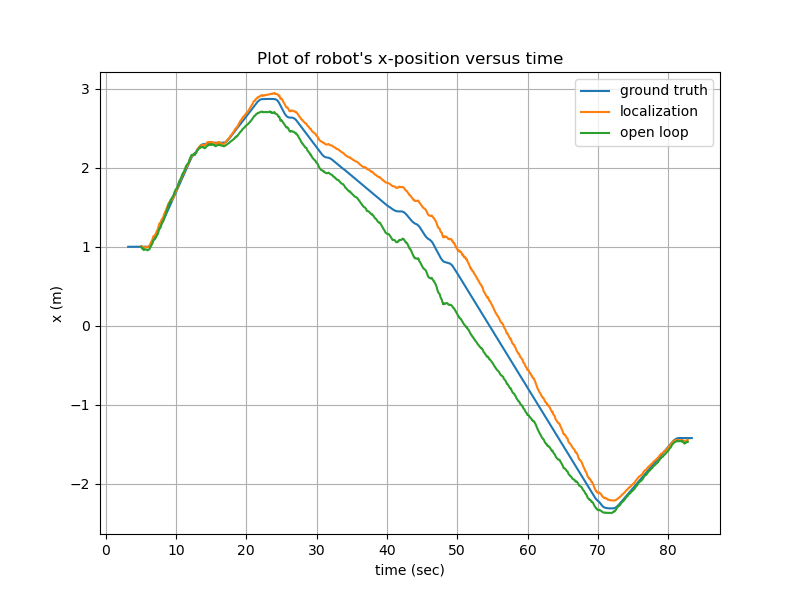 Plot of robot's x-position versus time
ground truth
localization
open loop
3
2
1
0
−1
−2
x (m)
0 10 20 30 40 50 60 70 80
time (sec)